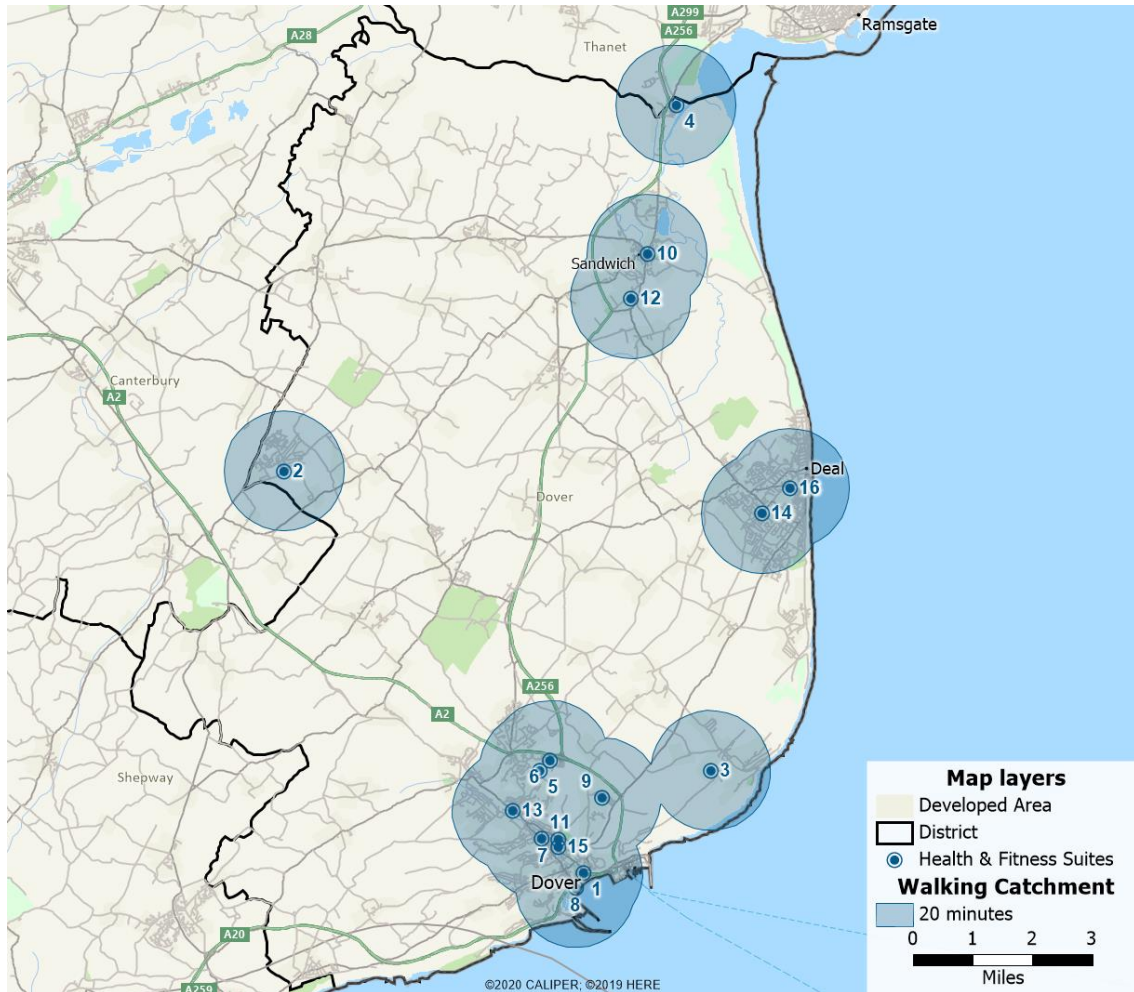 A299
A256
Ramsgate
A28
Thanet
4
10
Sandwich
12
Canterbury
A2
2
Deal
16
Dover
14
A256
A2
Shepway
6
5
9
3
13
11
7
15
Dover
1
8
A20
A259
Map layers
Developed Area
District
Health & Fitness Suites
Walking Catchment
20 minutes
0 1 2 3
Miles
©2020 CALIPER; ©2019 HERE